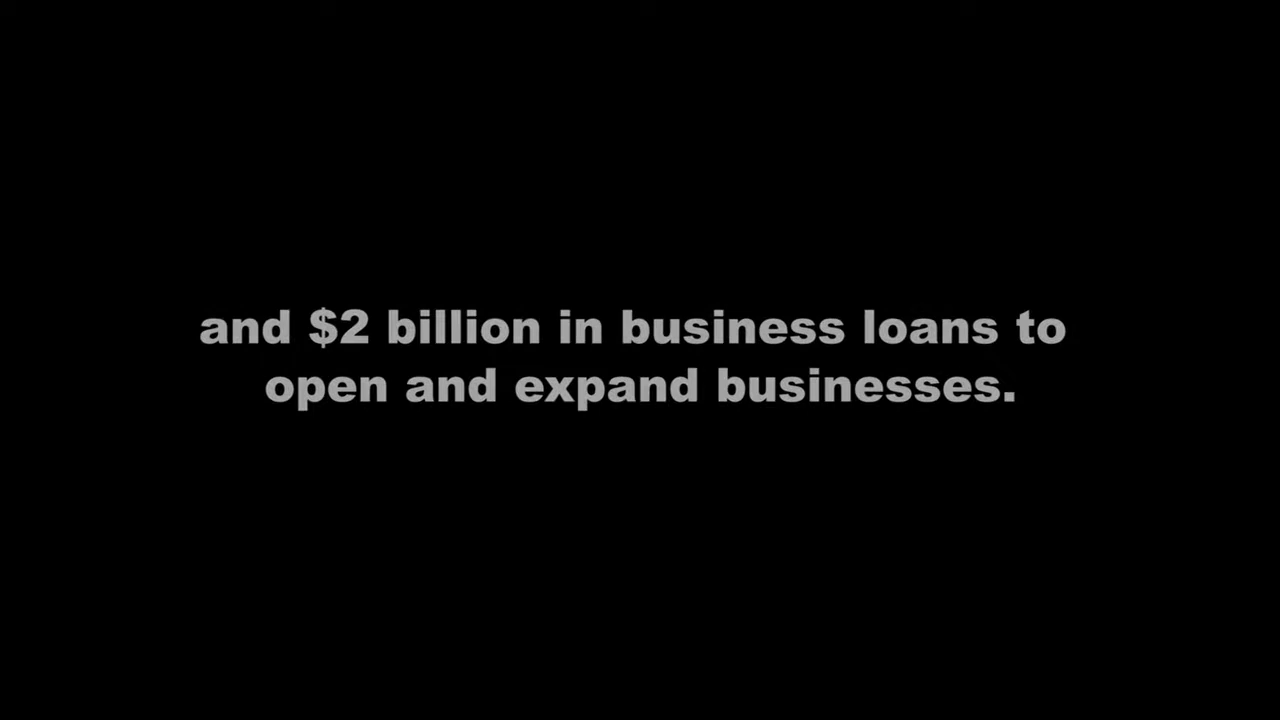 and $2 billion in business loans to
open and expand businesses.